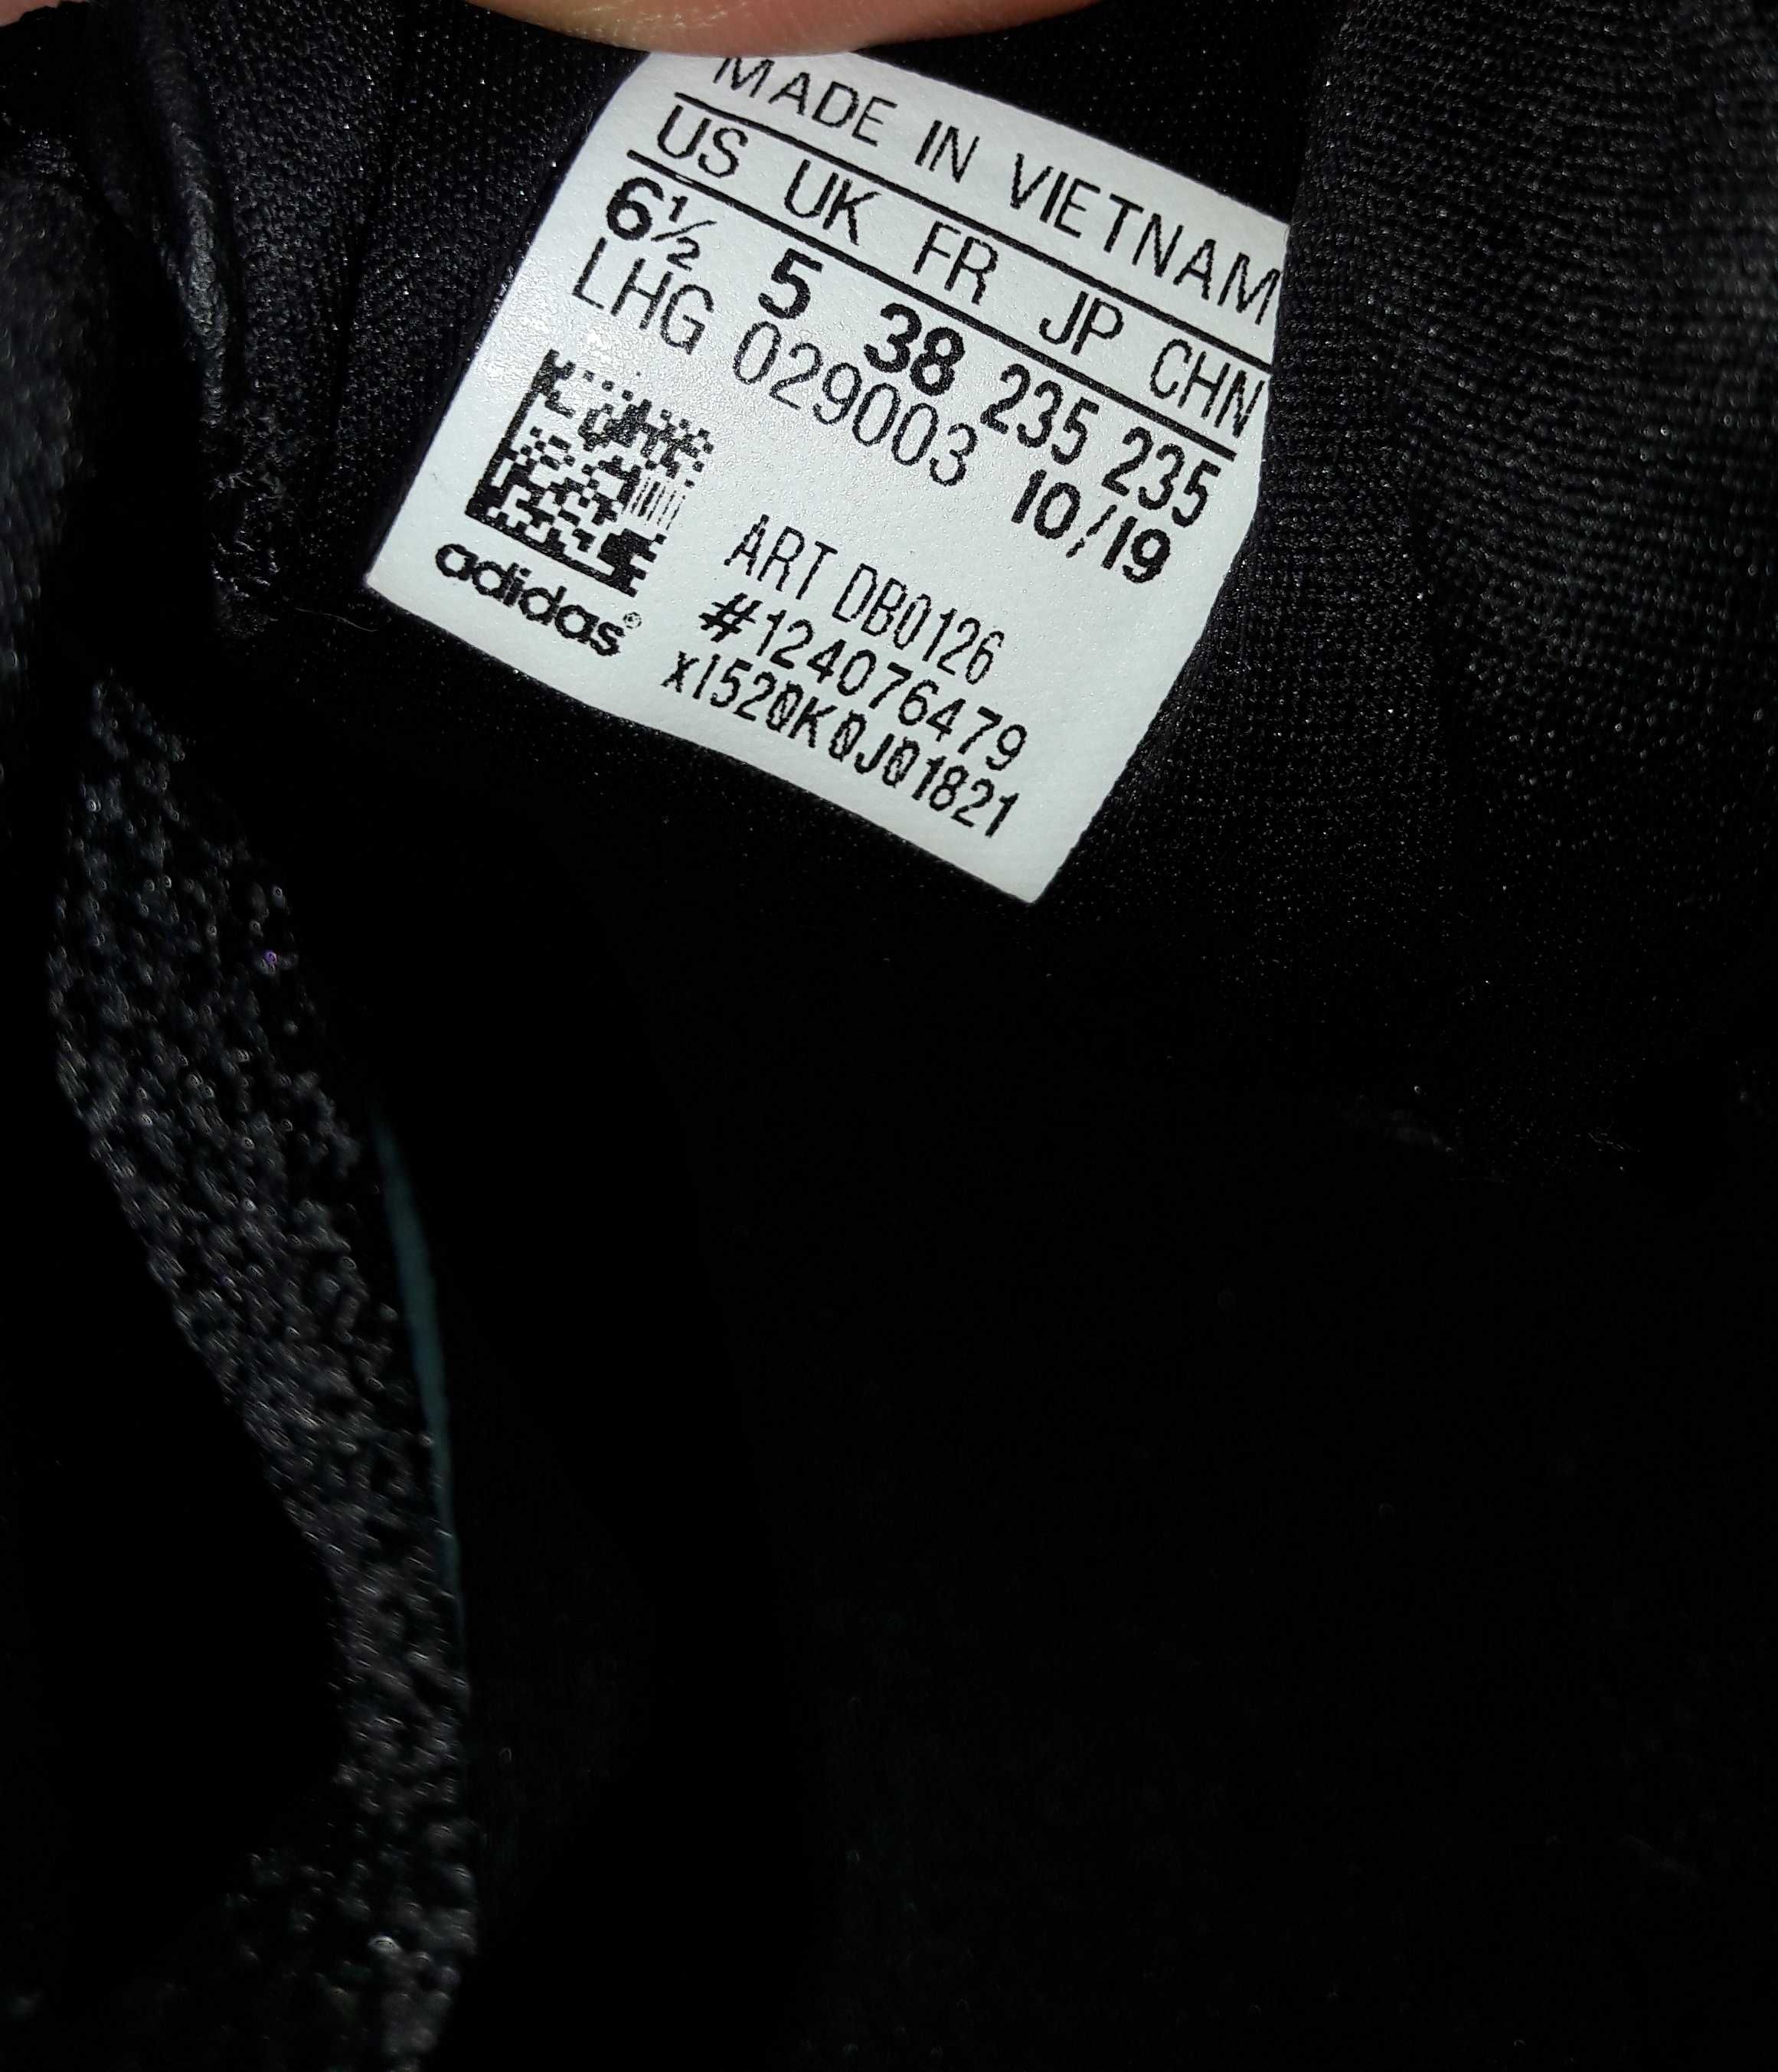 MADE IN VIETNAM
US UK FR JP CHN
6½ 5 38 235 235
LHG 029003 10/19
ART DB0126
#124076479
x1520K0J01821
adidas®